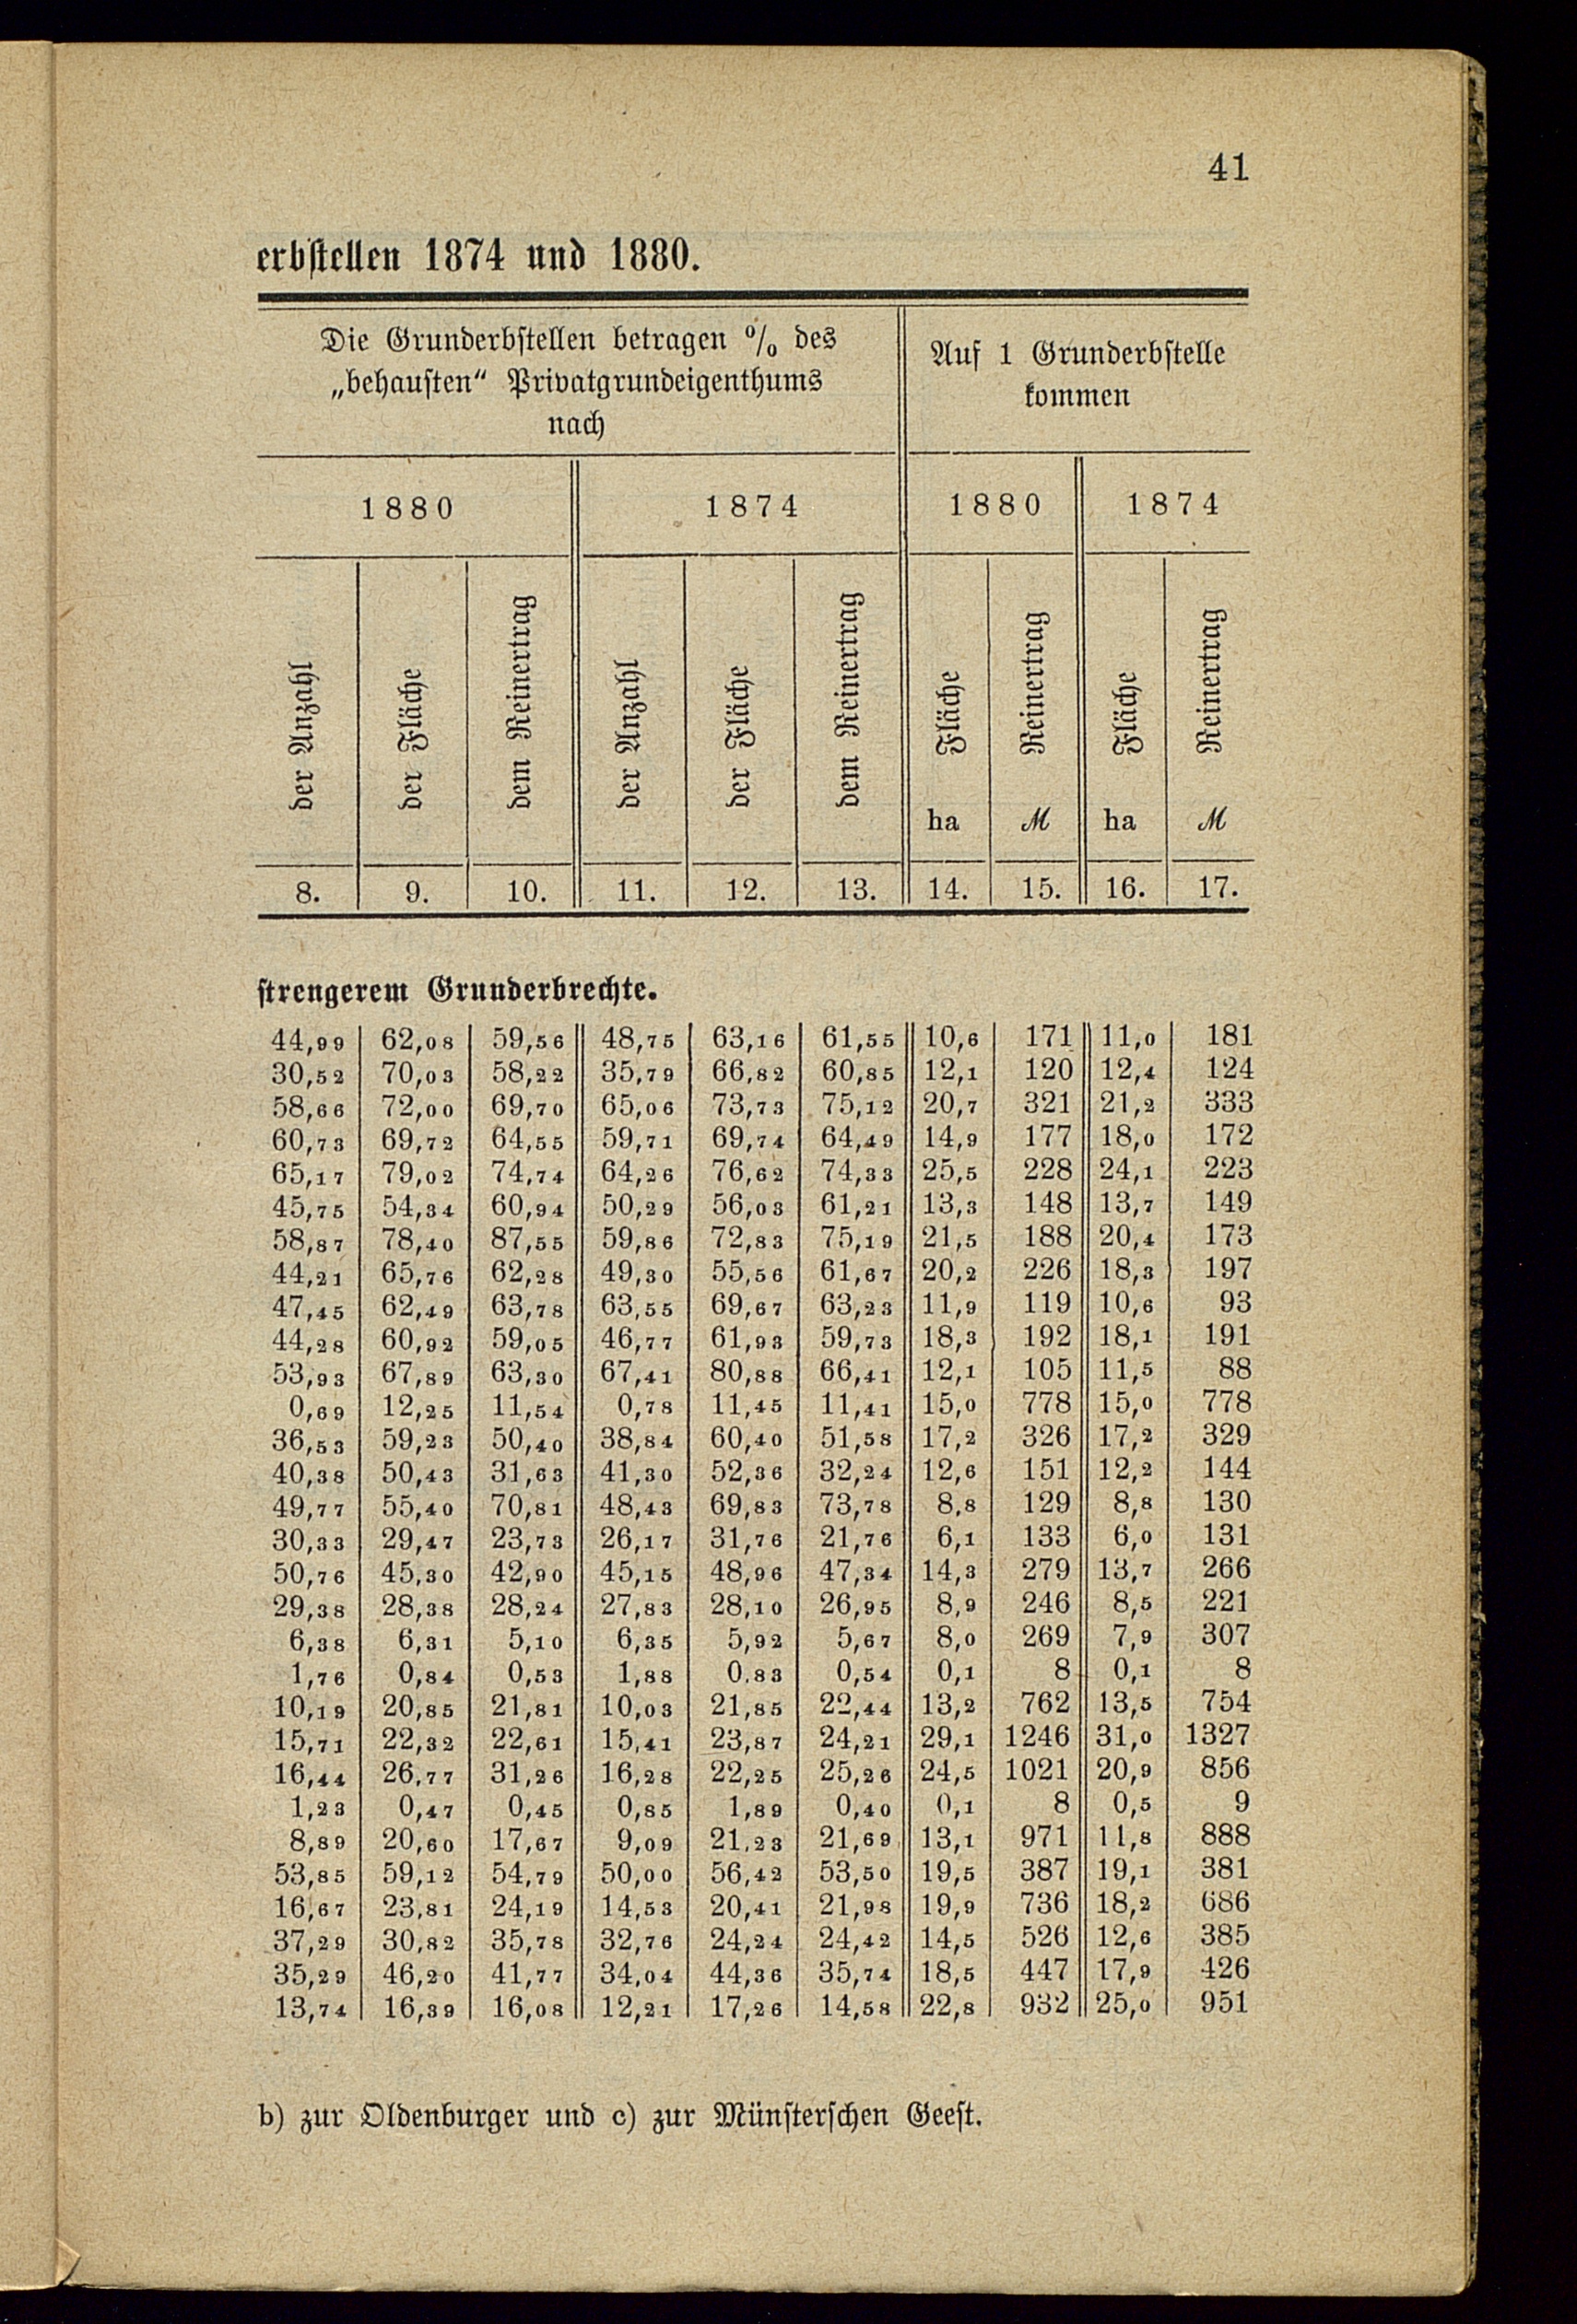 41
erbstellen 1874 und 1880.
Die Grunderbstellen betragen % des
„behausten“ Privatgrundeigenthums
nach
Auf 1 Grunderbstelle
kommen
1880 1874 1880 1874
der Anzahl der Fläche dem Reinertrag der Anzahl der Fläche dem Reinertrag Fläche Reinertrag Fläche Reinertrag
ha M ha M
8. 9. 10. 11. 12. 13. 14. 15. 16. 17.
strengerem Grunderbrechte.
44,99 62,08 59,56 48,75 63,16 61,55 10,6 171 11,0 181
30,52 70,03 58,22 35,79 66,82 60,85 12,1 120 12,4 124
58,66 72,00 69,70 65,06 73,73 75,12 20,7 321 21,2 333
60,73 69,72 64,55 59,71 69,74 64,49 14,9 177 18,0 172
65,17 79,02 74,74 64,26 76,62 74,33 25,5 228 24,1 223
45,75 54,34 60,94 50,29 56,03 61,21 13,3 148 13,7 149
58,87 78,40 87,55 59,86 72,83 75,19 21,5 188 20,4 173
44,21 65,76 62,28 49,30 55,56 61,67 20,2 226 18,3 197
47,45 62,49 63,78 63,55 69,67 63,23 11,9 119 10,6 93
44,28 60,92 59,05 46,77 61,93 59,73 18,3 192 18,1 191
53,93 67,89 63,30 67,41 80,88 66,41 12,1 105 11,5 88
0,69 12,25 11,54 0,78 11,45 11,41 15,0 778 15,0 778
36,53 59,23 50,40 38,84 60,40 51,58 17,2 326 17,2 329
40,38 50,43 31,63 41,30 52,36 32,24 12,6 151 12,2 144
49,77 55,40 70,81 48,43 69,83 73,78 8,8 129 8,8 130
30,33 29,47 23,73 26,17 31,76 21,76 6,1 133 6,0 131
50,76 45,30 42,90 45,15 48,96 47,34 14,3 279 13,7 266
29,38 28,38 28,24 27,83 28,10 26,95 8,9 246 8,5 221
6,38 6,31 5,10 6,35 5,92 5,67 8,0 269 7,9 307
1,76 0,84 0,53 1,88 0.83 0,54 0,1 8 0,1 8
10,19 20,85 21,81 10,03 21,85 22,44 13,2 762 13,5 754
15,71 22,32 22,61 15,41 23,87 24,21 29,1 1246 31,0 1327
16,44 26,77 31,26 16,28 22,25 25,26 24,5 1021 20,9 856
1,23 0,47 0,45 0,85 1,89 0,40 0,1 8 0,5 9
8,89 20,60 17,67 9,09 21,23 21,69 13,1 971 11,8 888
53,85 59,12 54,79 50,00 56,42 53,50 19,5 387 19,1 381
16,67 23,81 24,19 14,53 20,41 21,98 19,9 736 18,2 686
37,29 30,82 35,78 32,76 24,24 24,42 14,5 526 12,6 385
35,29 46,20 41,77 34,04 44,36 35,74 18,5 447 17,9 426
13,74 16,39 16,08 12,21 17,26 14,58 22,8 932 25,0 951
b) zur Oldenburger und c) zur Münsterschen Geest.